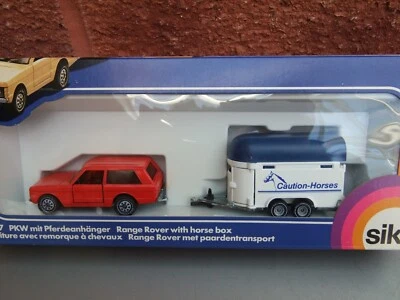 Caution-Horses
7 PKW mit Pferdeanhänger Range Rover with horse box
iture avec remorque à chevaux Range Rover met paardentransport
sik